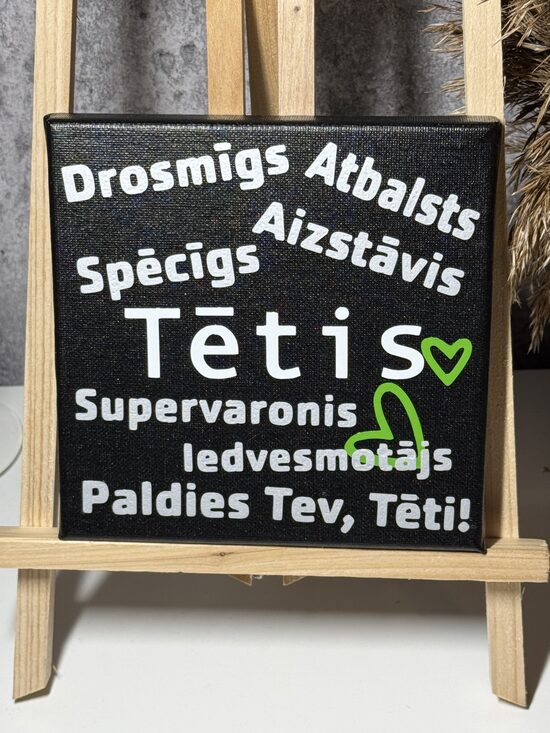 Drosmīgs Atbalsts
Aizstāvis
Spēcīgs
Tētis
Supervaronis
Iedvesmotājs
Paldies Tev, Tēti!